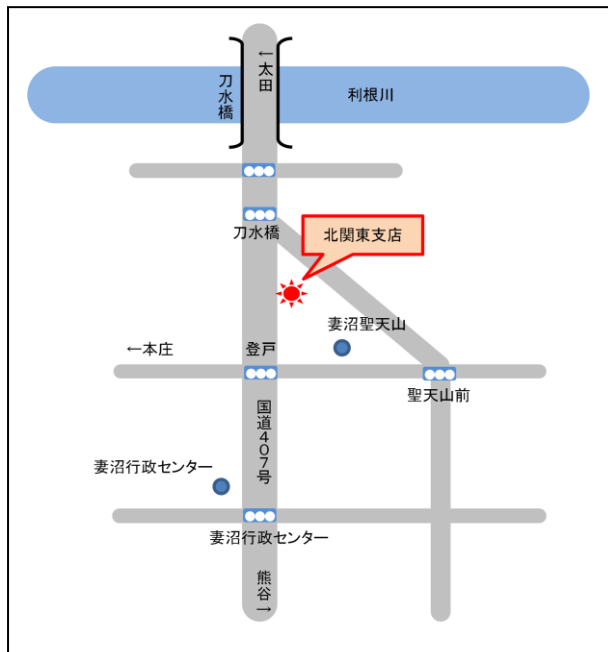 ←太田
刀水橋
利根川
刀水橋
北関東支店
妻沼聖天山
←本庄
登戸
聖天山前
国道407号
妻沼行政センター
妻沼行政センター
熊谷→